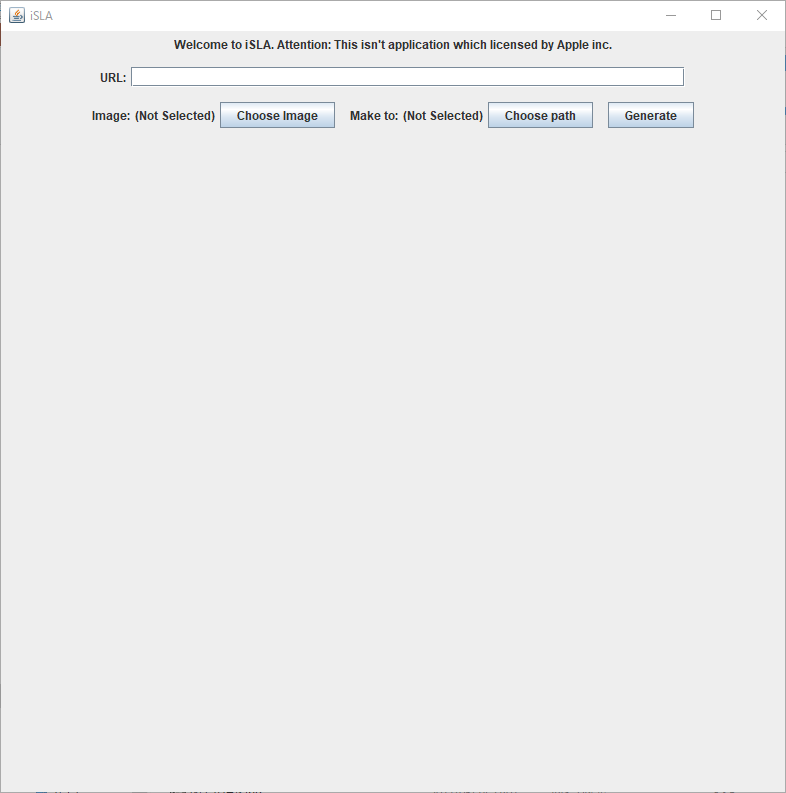 iSLA
Welcome to iSLA. Attention: This isn't application which licensed by Apple inc.
URL:
Image: (Not Selected) Choose Image Make to: (Not Selected) Choose path Generate